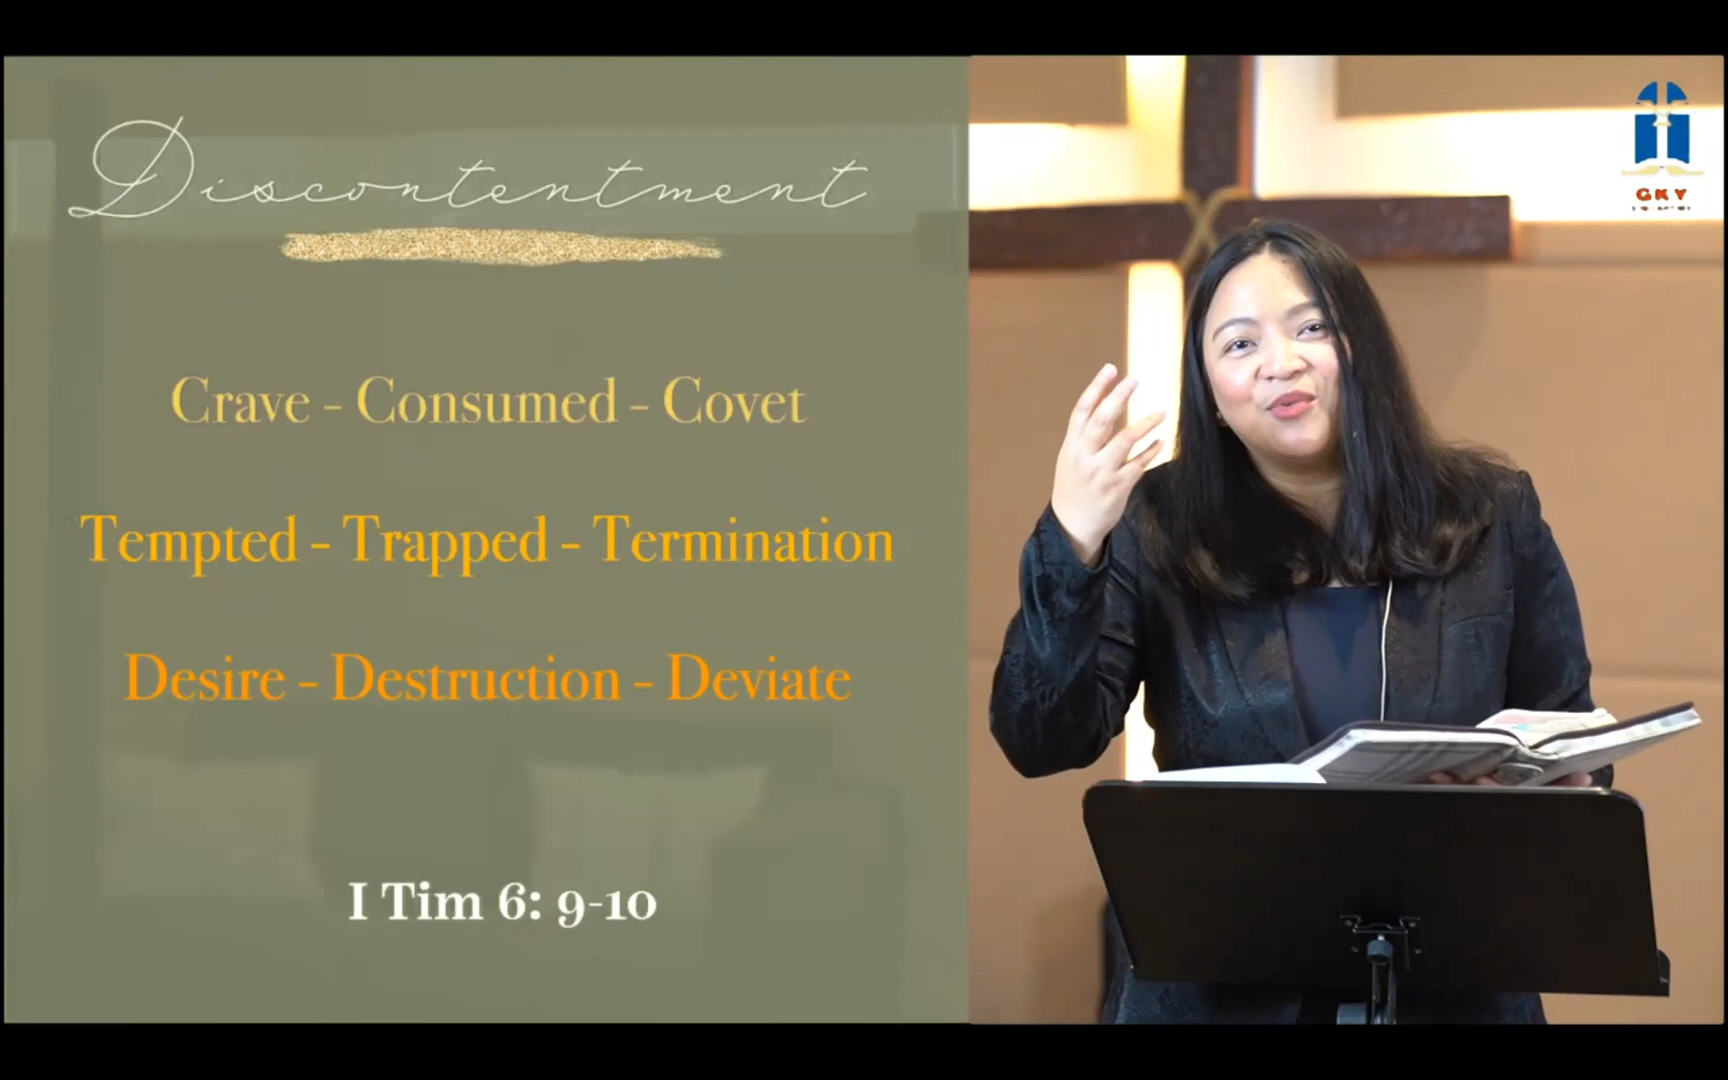 Discontentment
Crave - Consumed - Covet
Tempted - Trapped - Termination
Desire - Destruction - Deviate
I Tim 6: 9-10
GKY